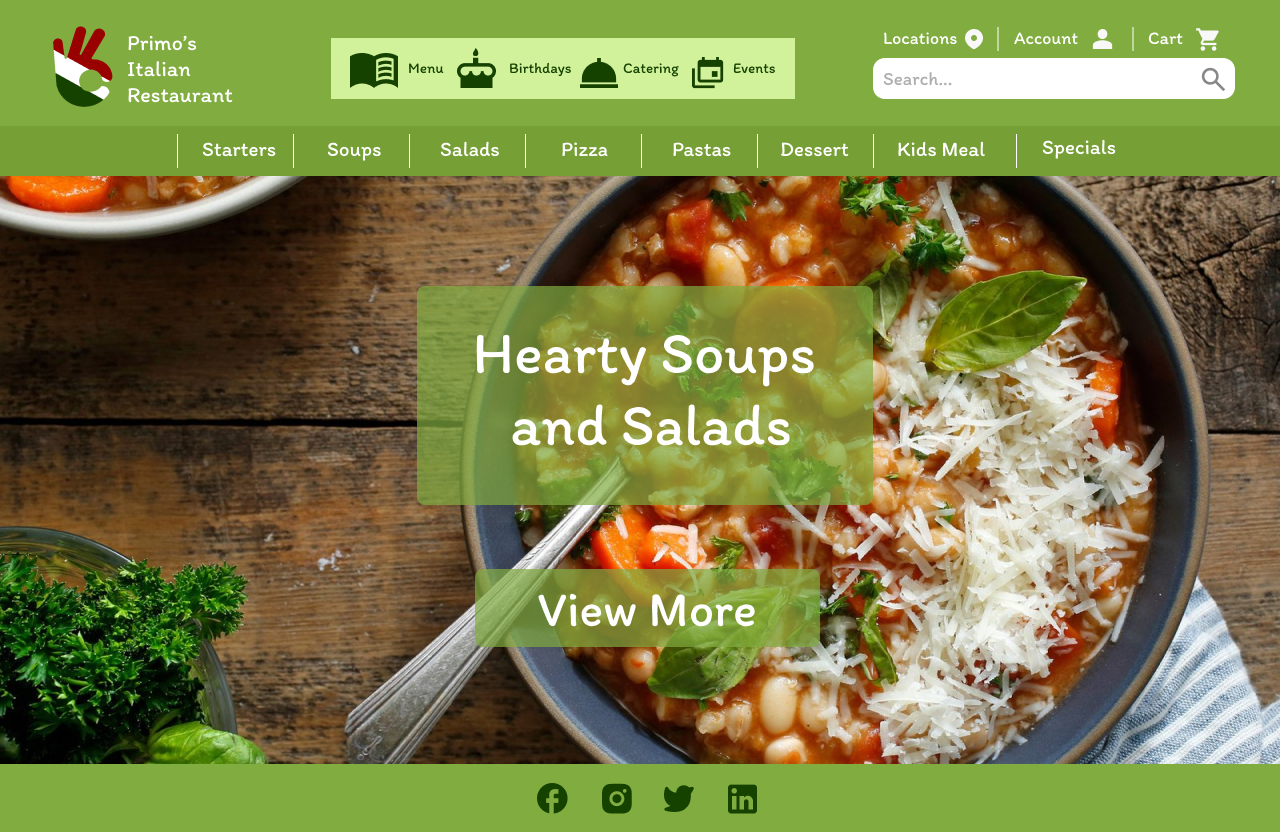 Primo's
Italian
Restaurant
Menu
Birthdays
Catering
Events
Locations
Account
Cart
Search...
Starters
Soups
Salads
Pizza
Pastas
Dessert
Kids Meal
Specials
Hearty Soups
and Salads
View More